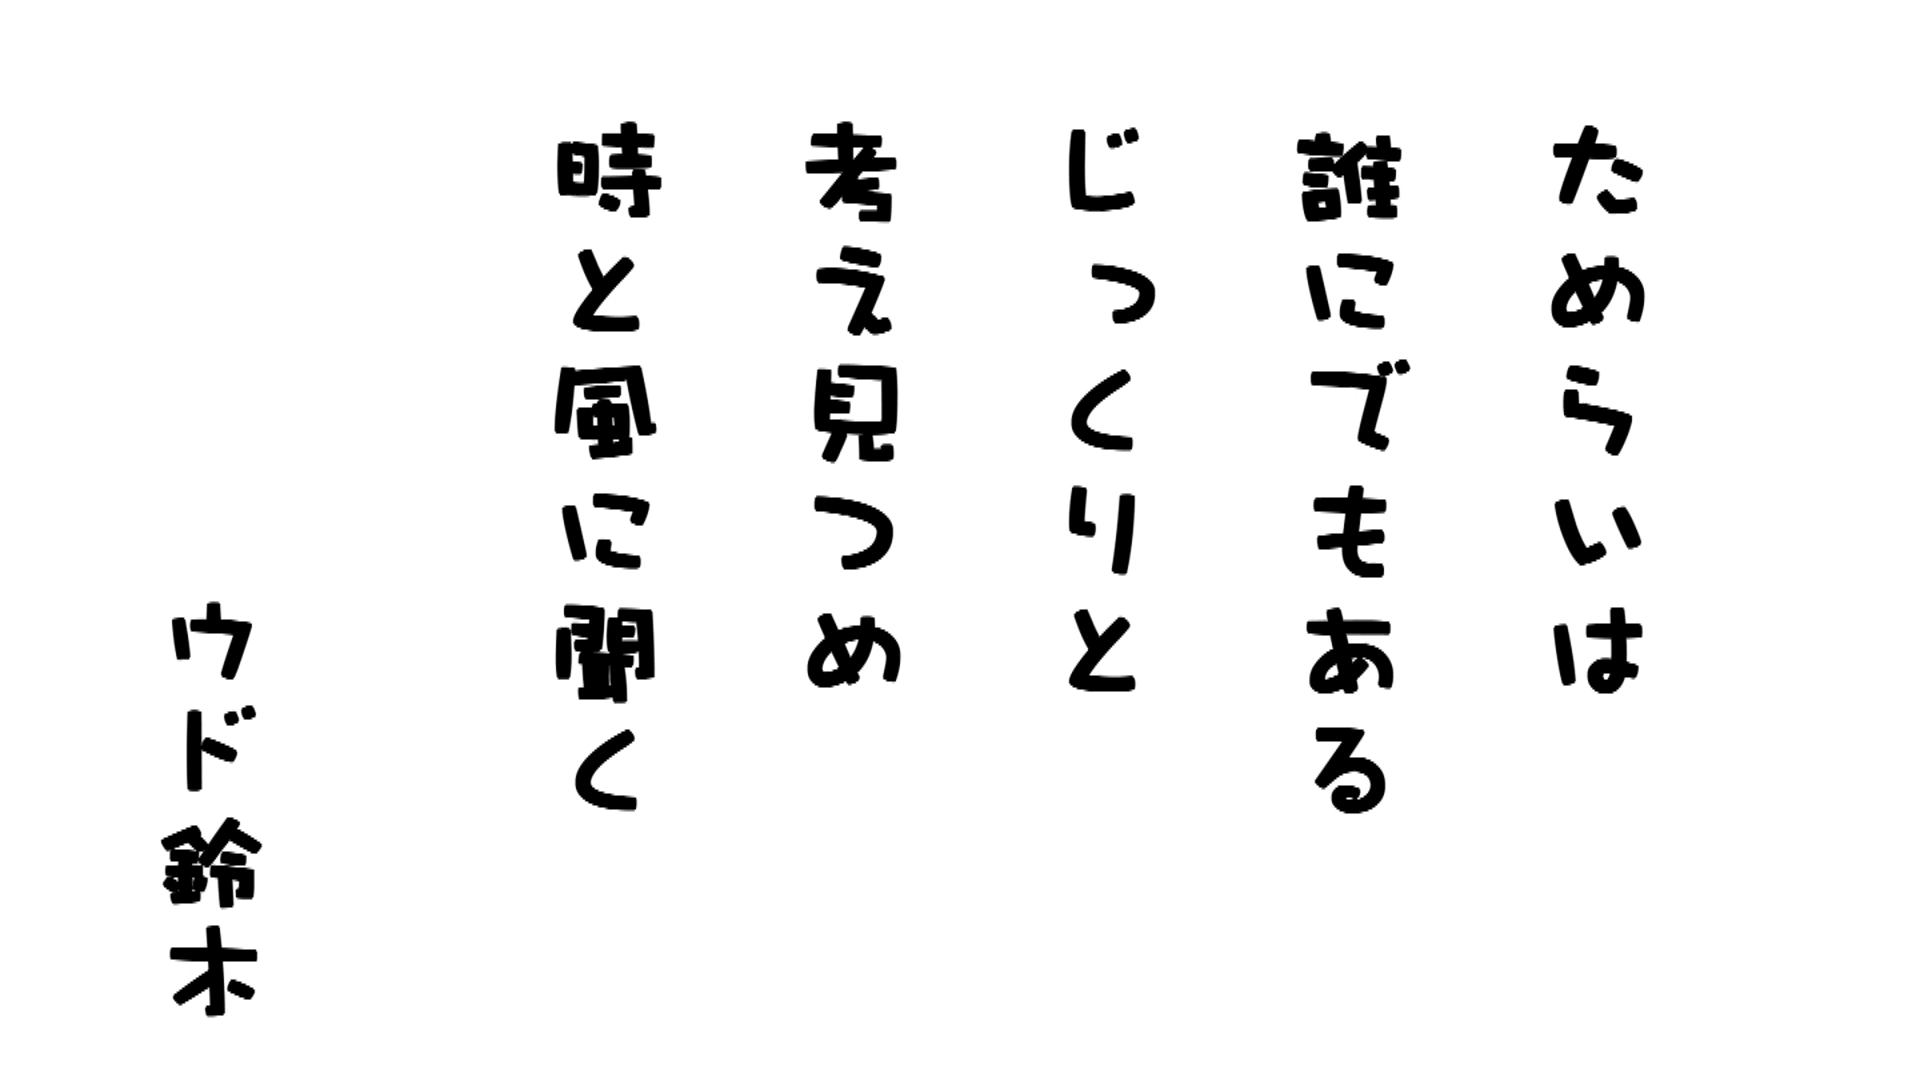 ためらいは
誰にでもある
じっくりと
考え見つめ
時と風に聞く
ウド鈴木